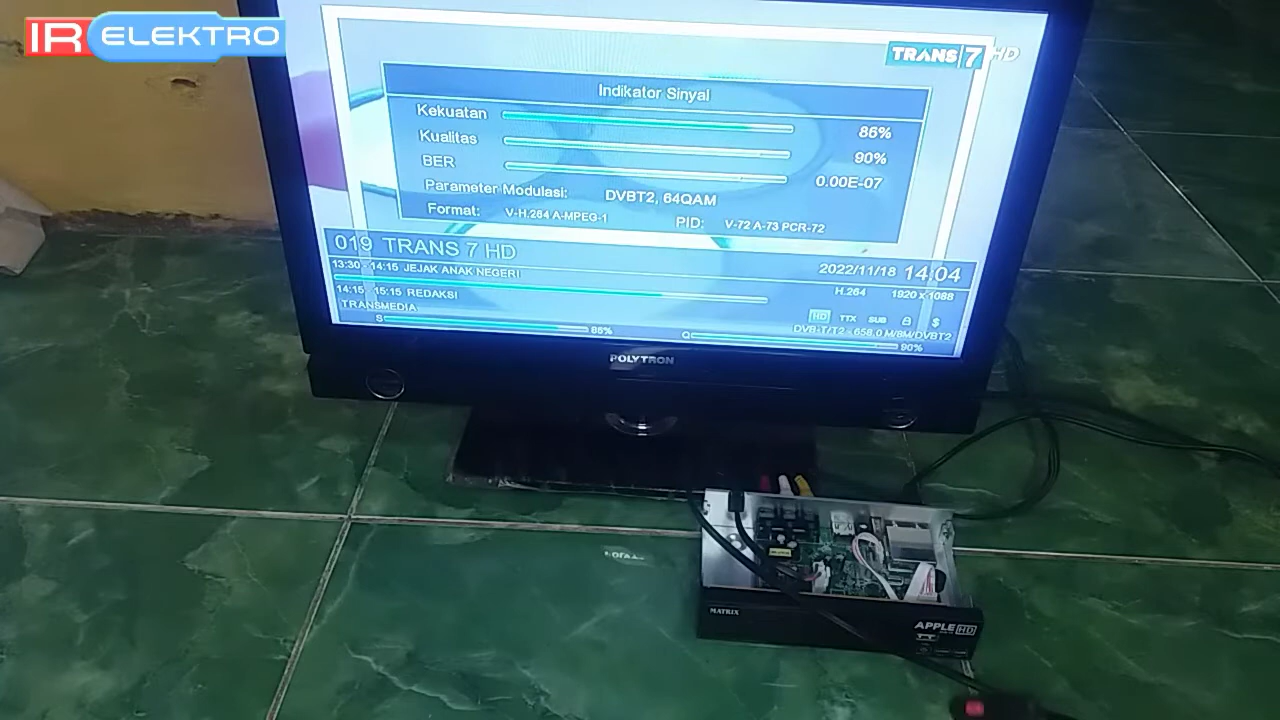 IR ELEKTRO
TRANS|7 HD
Indikator Sinyal
Kekuatan 86%
Kualitas 90%
BER 0.00E-07
Parameter Modulasi: DVBT2, 64QAM
Format: V-H.264 A-MPEG-1 PID: V-72 A-73 PCR-72
019 TRANS 7 HD
2022/11/18 14:04
13:30 - 14:15 JEJAK ANAK NEGERI
H.264 1920 x 1088
14:15 - 15:15 REDAKSI
HD TTX SUB $
TRANSMEDIA
DVB-T/T2 - 658.0 M/8M/DVBT2
S 86% Q 90%
POLYTRON
MATRIX
APPLE HD